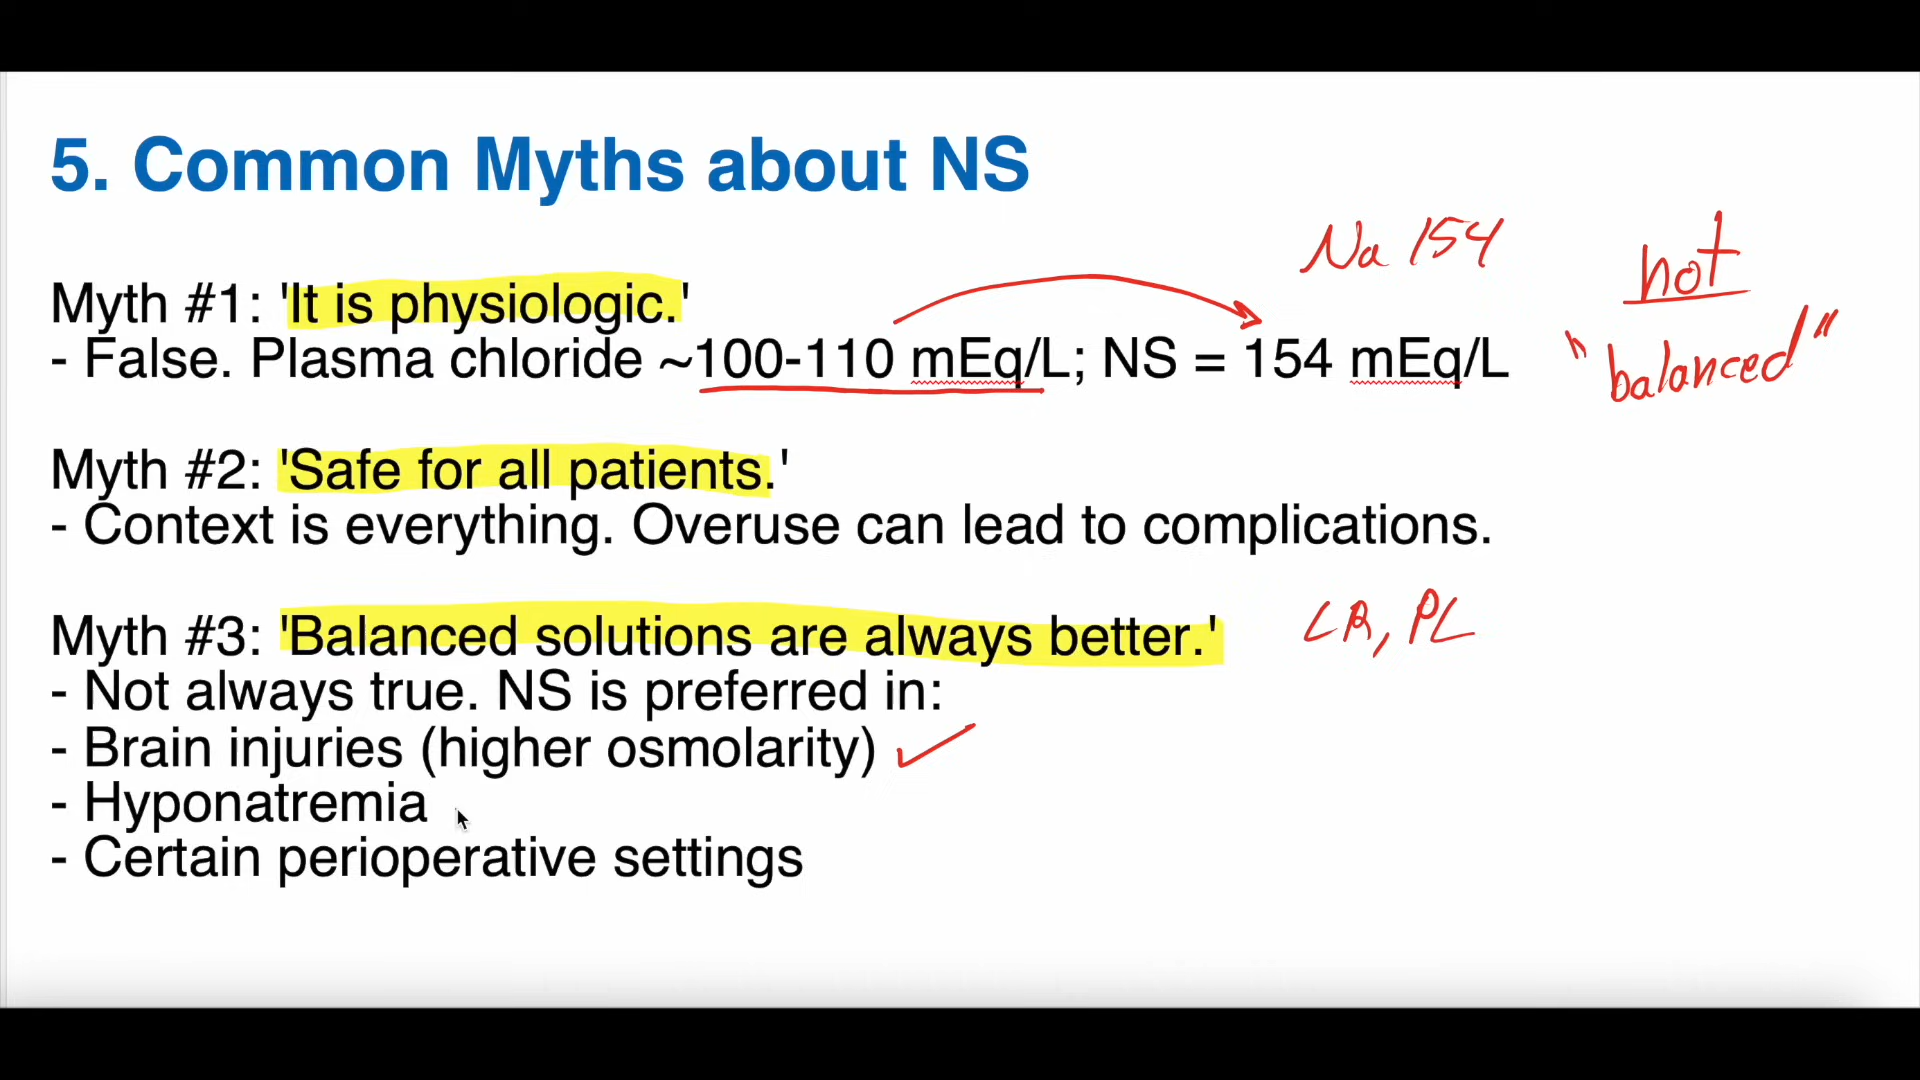 5. Common Myths about NS
Na 154
not
"balanced"
Myth #1: 'It is physiologic.'
- False. Plasma chloride ~100-110 mEq/L; NS = 154 mEq/L
Myth #2: 'Safe for all patients.'
- Context is everything. Overuse can lead to complications.
Myth #3: 'Balanced solutions are always better.'
LR, PL
- Not always true. NS is preferred in:
- Brain injuries (higher osmolarity)
- Hyponatremia
- Certain perioperative settings